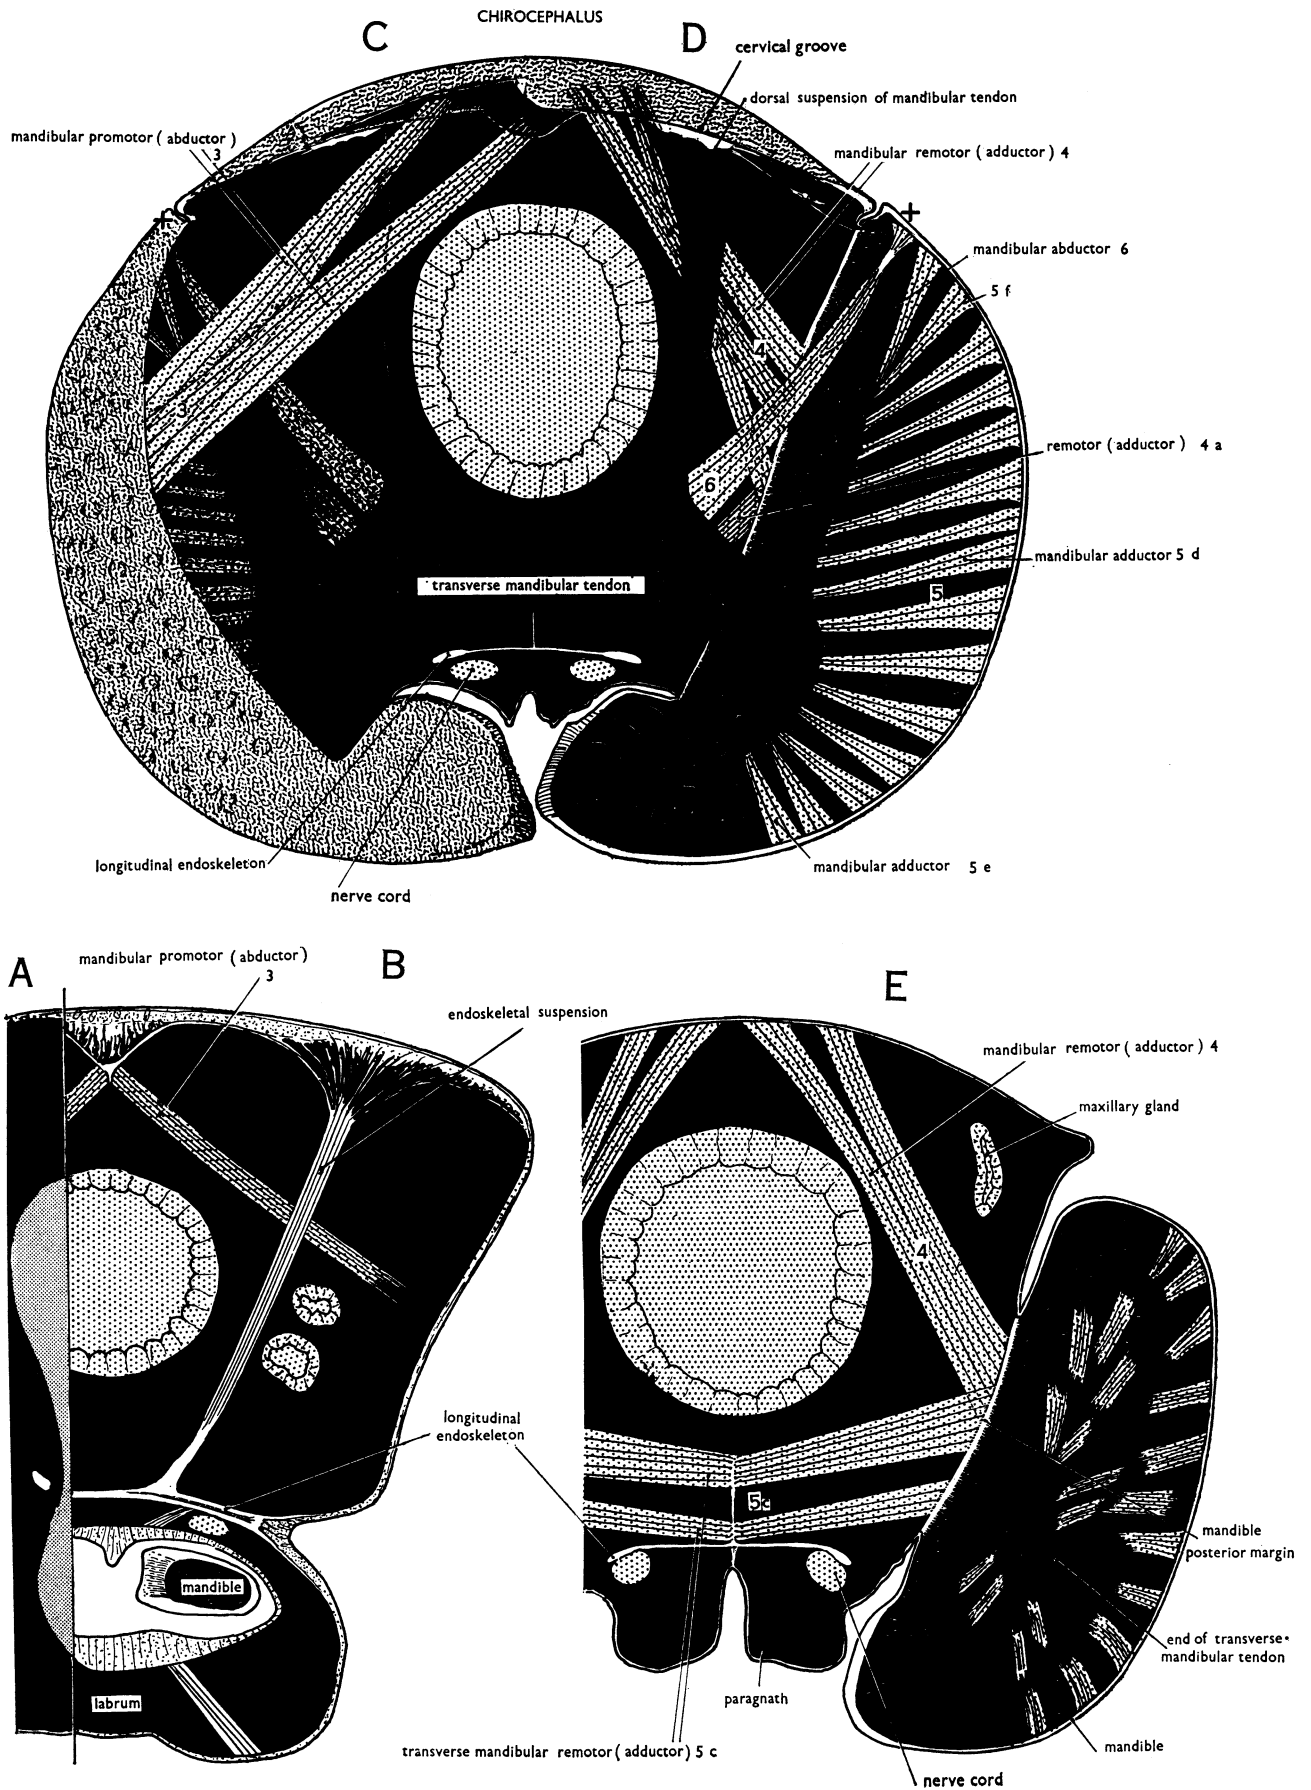 CHIROCEPHALUS
C
D
cervical groove
dorsal suspension of mandibular tendon
mandibular promotor ( abductor )
3
mandibular remotor ( adductor ) 4
mandibular abductor 6
5 f
4
3
remotor ( adductor ) 4 a
6
mandibular adductor 5 d
transverse mandibular tendon
5
longitudinal endoskeleton
mandibular adductor 5 e
nerve cord
A
mandibular promotor ( abductor )
3
B
E
endoskeletal suspension
mandibular remotor ( adductor ) 4
maxillary gland
4
longitudinal
endoskeleton
5c
mandible
posterior margin
mandible
end of transverse
mandibular tendon
labrum
paragnath
transverse mandibular remotor ( adductor ) 5 c
mandible
nerve cord